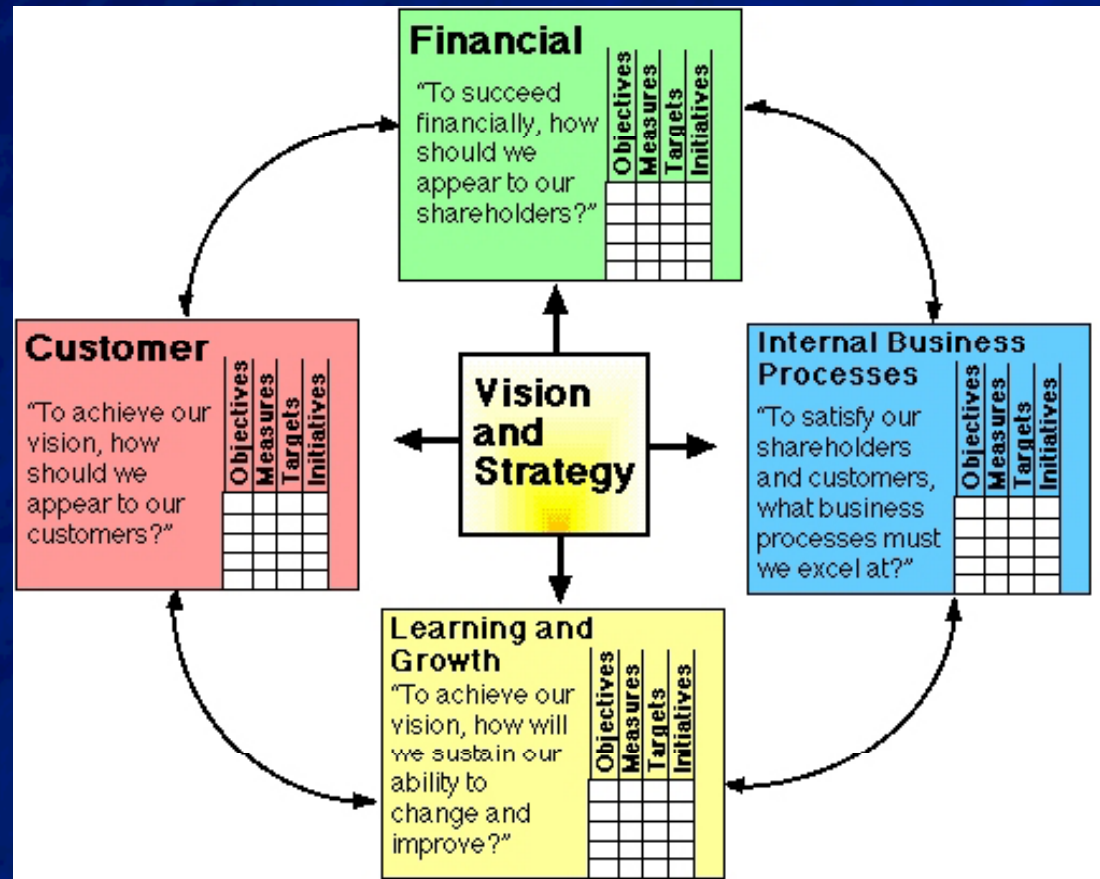 Financial
"To succeed
financially, how
should we
appear to our
shareholders?"
Objectives
Measures
Targets
Initiatives
Customer
"To achieve our
vision, how
should we
appear to our
customers?"
Objectives
Measures
Targets
Initiatives
Vision
and
Strategy
Internal Business
Processes
"To satisfy our
shareholders
and customers,
what business
processes must
we excel at?"
Objectives
Measures
Targets
Initiatives
Learning and
Growth
"To achieve our
vision, how will
we sustain our
ability to
change and
improve?"
Objectives
Measures
Targets
Initiatives